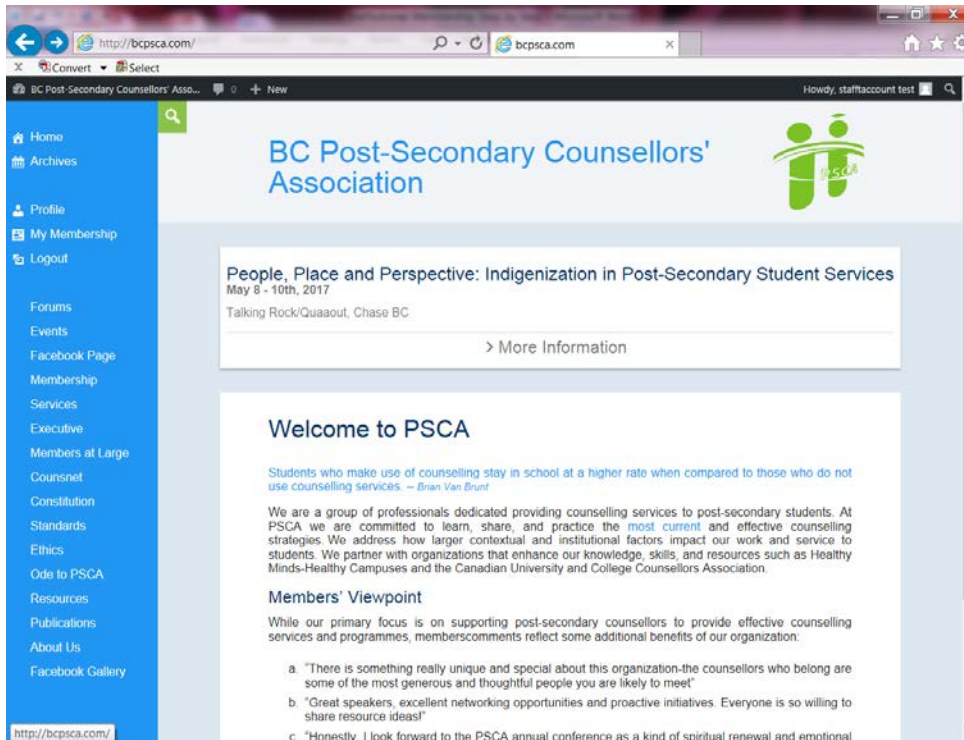 http://bcpsca.com/
bcpsca.com
Convert
Select
BC Post-Secondary Counsellors' Asso...
0
New
Howdy, stafftaccount test
Home
Archives
Profile
My Membership
Logout
Forums
Events
Facebook Page
Membership
Services
Executive
Members at Large
Counsnet
Constitution
Standards
Ethics
Ode to PSCA
Resources
Publications
About Us
Facebook Gallery
http://bcpsca.com/
BC Post-Secondary Counsellors'
Association
PSCA
People, Place and Perspective: Indigenization in Post-Secondary Student Services
May 8 - 10th, 2017
Talking Rock/Quaaout, Chase BC
> More Information
Welcome to PSCA
Students who make use of counselling stay in school at a higher rate when compared to those who do not
use counselling services. – Brian Van Brunt
We are a group of professionals dedicated providing counselling services to post-secondary students. At
PSCA we are committed to learn, share, and practice the most current and effective counselling
strategies. We address how larger contextual and institutional factors impact our work and service to
students. We partner with organizations that enhance our knowledge, skills, and resources such as Healthy
Minds-Healthy Campuses and the Canadian University and College Counsellors Association.
Members' Viewpoint
While our primary focus is on supporting post-secondary counsellors to provide effective counselling
services and programmes, memberscomments reflect some additional benefits of our organization:
a. "There is something really unique and special about this organization-the counsellors who belong are
some of the most generous and thoughtful people you are likely to meet"
b. "Great speakers, excellent networking opportunities and proactive initiatives. Everyone is so willing to
share resource ideas!"
c. "Honestly, I look forward to the PSCA annual conference as a kind of spiritual renewal and emotional